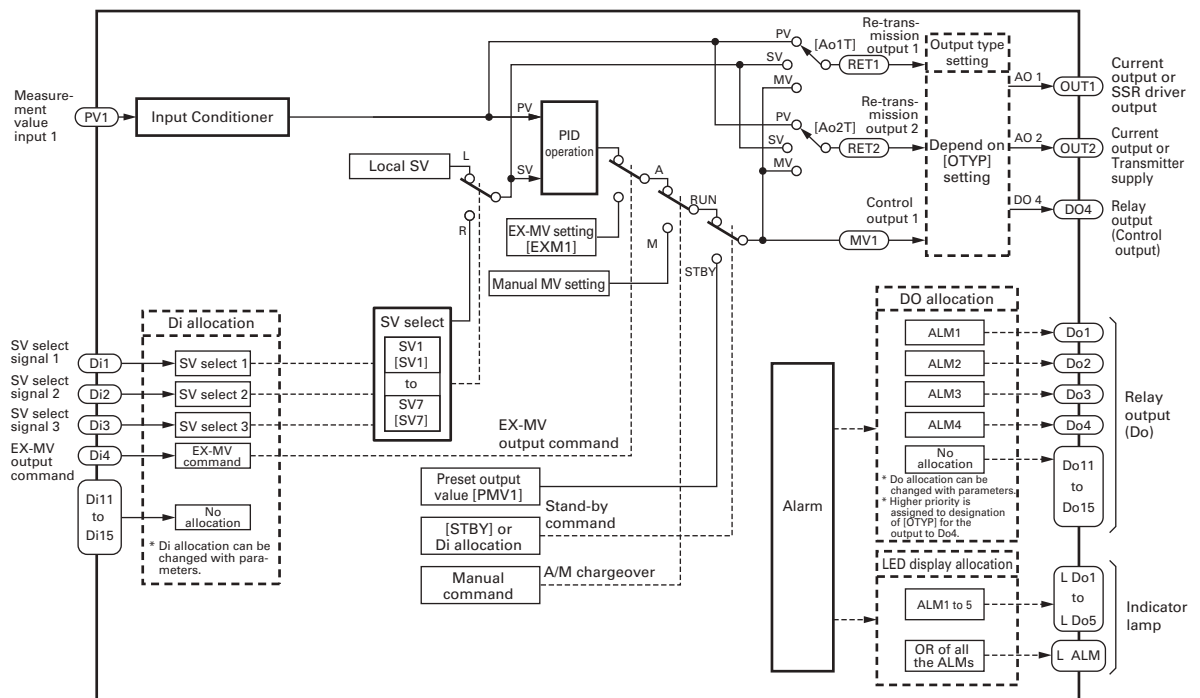 Measure-
ment
value
input 1
PV1
Input Conditioner
PV
SV
PID
operation
Local SV
L
R
A
M
RUN
STBY
EX-MV setting
[EXM1]
Manual MV setting
PV
SV
MV
[Ao1T]
Re-trans-
mission
output 1
RET1
PV
SV
MV
[Ao2T]
Re-trans-
mission
output 2
RET2
Control
output 1
MV1
Output type
setting
Depend on
[OTYP]
setting
AO 1
OUT1
Current
output or
SSR driver
output
AO 2
OUT2
Current
output or
Transmitter
supply
DO 4
DO4
Relay
output
(Control
output)
SV select
signal 1
Di1
SV select
signal 2
Di2
SV select
signal 3
Di3
EX-MV
output
command
Di4
Di11
to
Di15
Di allocation
SV select 1
SV select 2
SV select 3
EX-MV
command
No
allocation
* Di allocation can be
changed with para-
meters.
SV select
SV1
[SV1]
to
SV7
[SV7]
EX-MV
output command
Preset output
value [PMV1]
Stand-by
command
[STBY] or
Di allocation
A/M chargeover
Manual
command
Alarm
DO allocation
ALM1
ALM2
ALM3
ALM4
No
allocation
* Do allocation can be
changed with parameters.
* Higher priority is
assigned to designation
of [OTYP] for the
output to Do4.
Do1
Do2
Do3
Do4
Do11
to
Do15
Relay
output
(Do)
LED display allocation
ALM1 to 5
OR of all
the ALMs
L Do1
to
L Do5
L ALM
Indicator
lamp